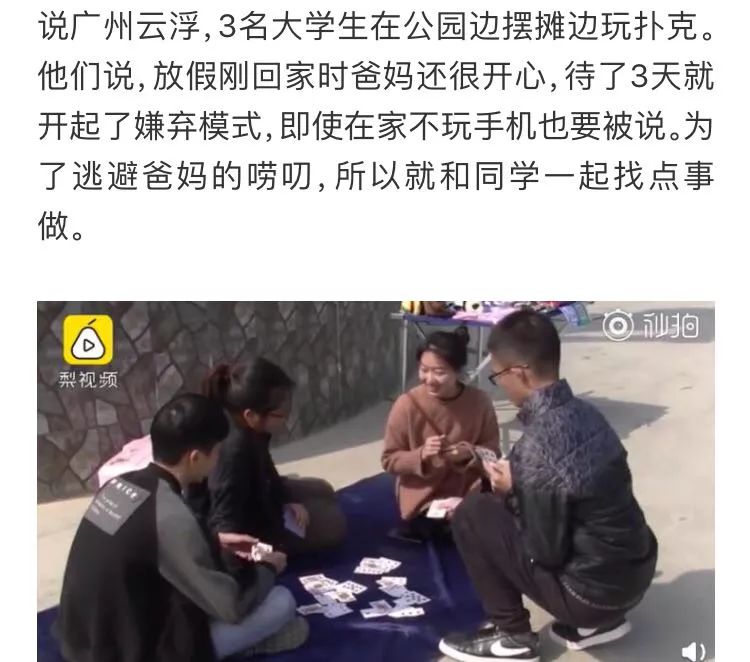 说广州云浮,3名大学生在公园边摆摊边玩扑克。
他们说,放假刚回家时爸妈还很开心,待了3天就
开起了嫌弃模式,即使在家不玩手机也要被说。为
了逃避爸妈的唠叨,所以就和同学一起找点事
做。
梨视频
秒拍